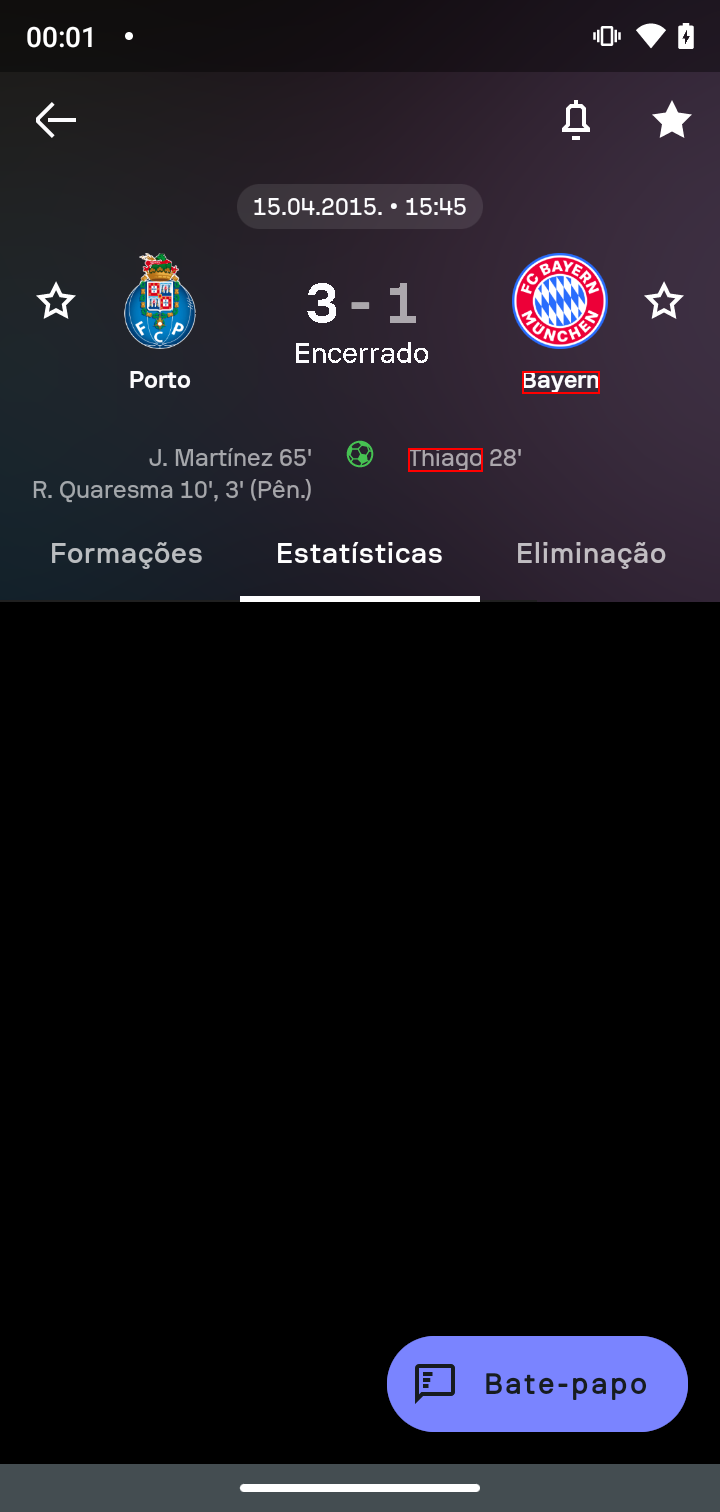 00:01
15.04.2015. • 15:45
3 - 1
Encerrado
Porto
Bayern
FC BAYERN MÜNCHEN
FCP
J. Martínez 65'
Thiago 28'
R. Quaresma 10', 3' (Pên.)
Formações
Estatísticas
Eliminação
Bate-papo